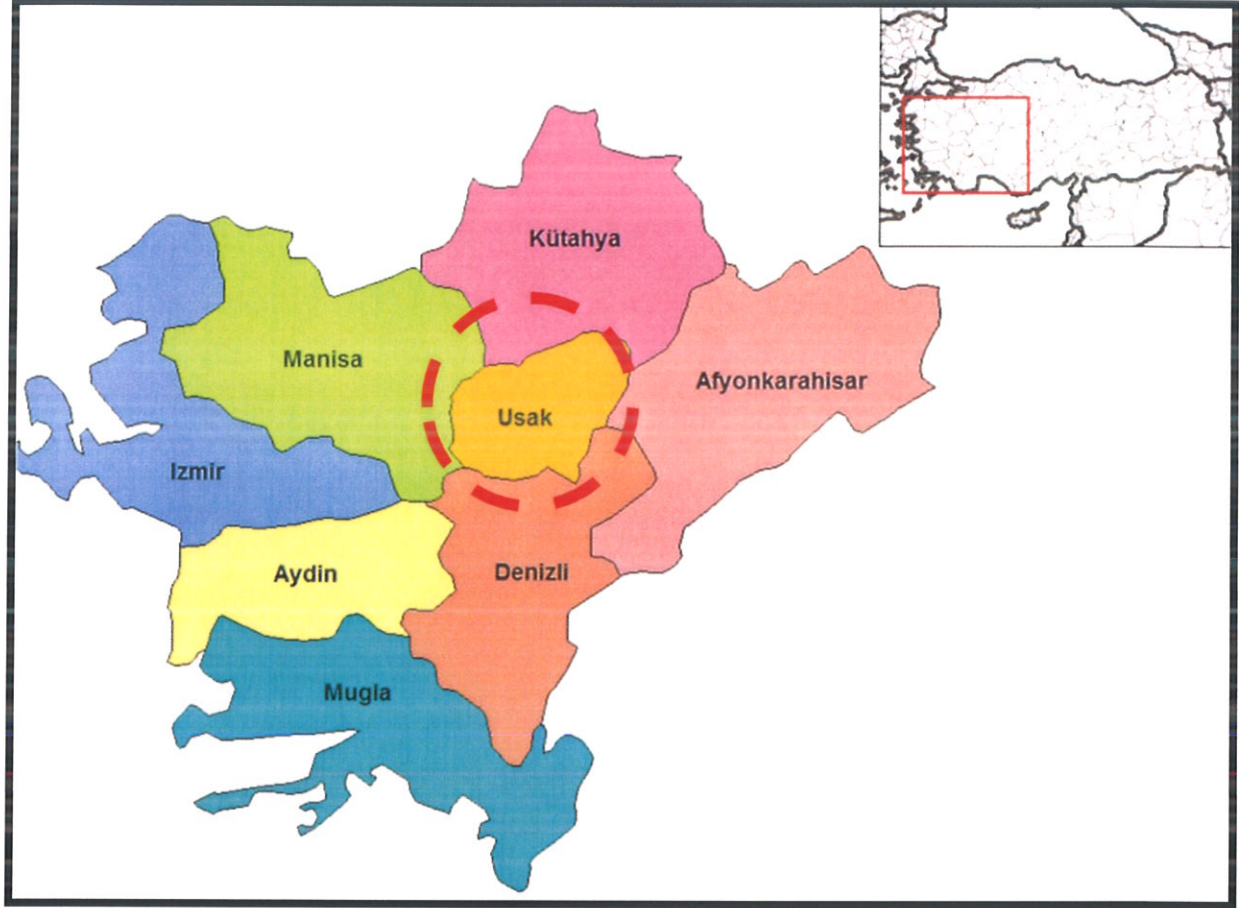 Kütahya
Manisa
Afyonkarahisar
Usak
Izmir
Aydin
Denizli
Mugla